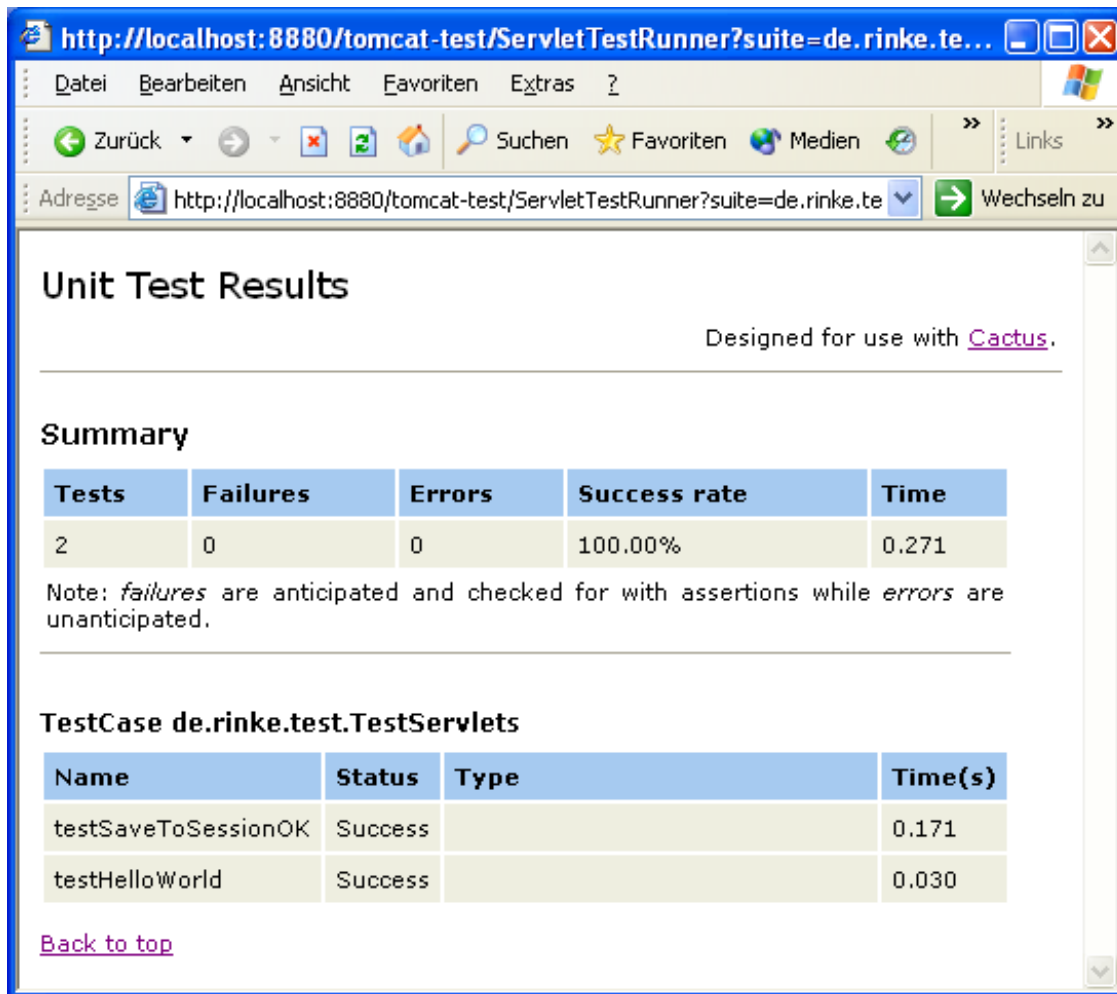 http://localhost:8880/tomcat-test/ServletTestRunner?suite=de.rinke.te...
Datei Bearbeiten Ansicht Favoriten Extras ?
Zurück Suchen Favoriten Medien » Links »
Adresse http://localhost:8880/tomcat-test/ServletTestRunner?suite=de.rinke.te Wechseln zu
Unit Test Results
Designed for use with Cactus.
Summary
Tests Failures Errors Success rate Time
2 0 0 100.00% 0.271
Note: failures are anticipated and checked for with assertions while errors are
unanticipated.
TestCase de.rinke.test.TestServlets
Name Status Type Time(s)
testSaveToSessionOK Success 0.171
testHelloWorld Success 0.030
Back to top